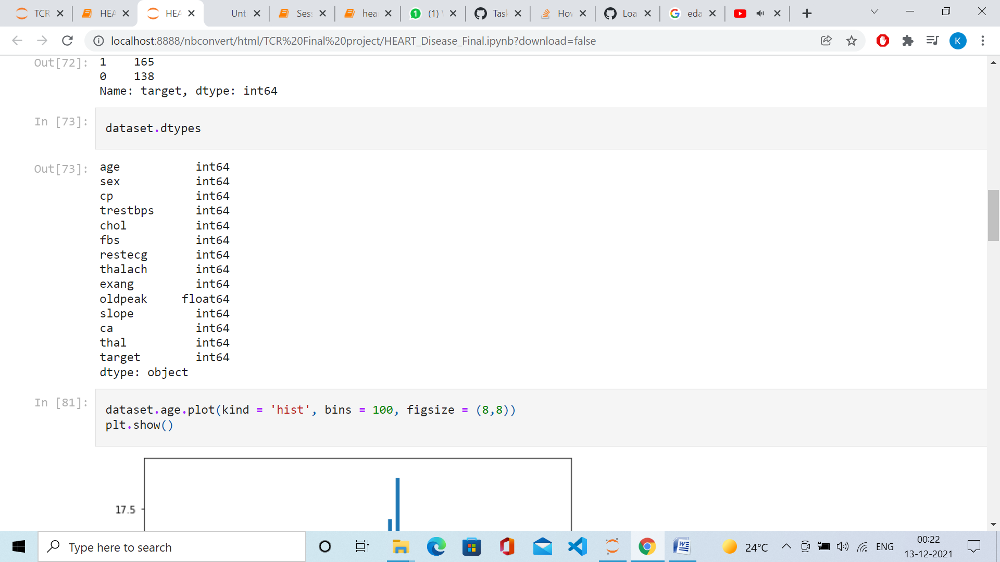 TCR
HEA
HEA
Unt
Ses
hea
(1)
Task
How
Loa
eda
localhost:8888/nbconvert/html/TCR%20Final%20project/HEART_Disease_Final.ipynb?download=false
K
Out[72]: 1 165
0 138
Name: target, dtype: int64
In [73]: dataset.dtypes
Out[73]: age int64
sex int64
cp int64
trestbps int64
chol int64
fbs int64
restecg int64
thalach int64
exang int64
oldpeak float64
slope int64
ca int64
thal int64
target int64
dtype: object
In [81]: dataset.age.plot(kind = 'hist', bins = 100, figsize = (8,8))
plt.show()
17.5
Type here to search
24°C
ENG
00:22
13-12-2021